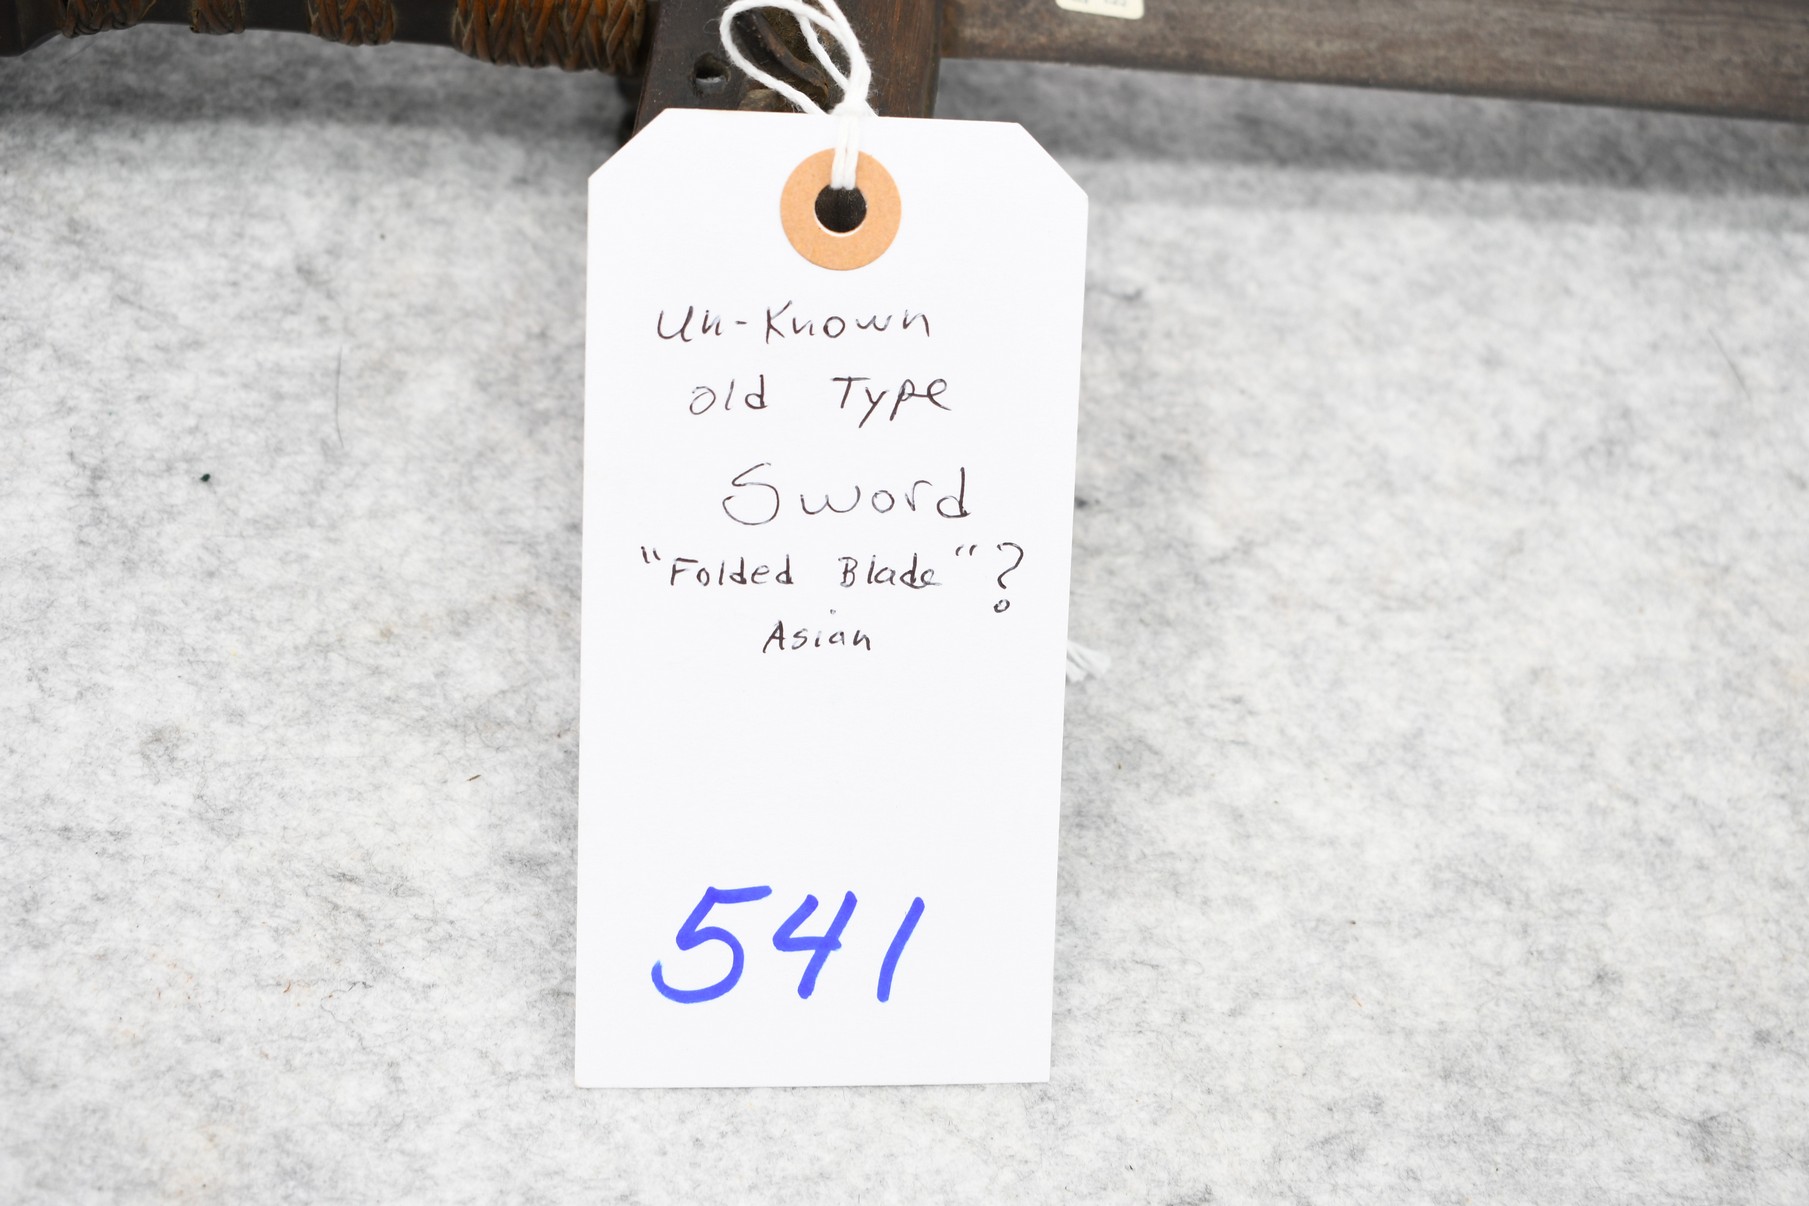 Un-Known
old Type
Sword
"Folded Blade"?
Asian
541